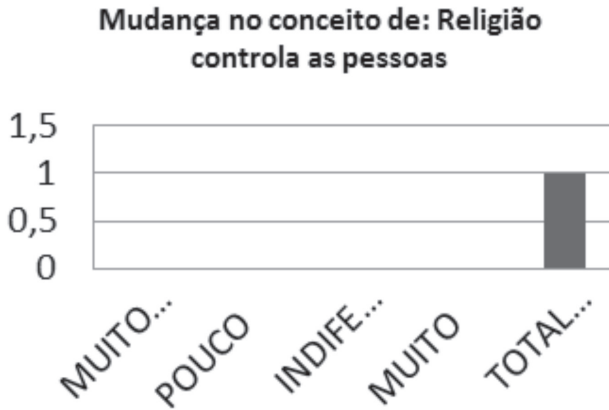 Mudança no conceito de: Religião
controla as pessoas
1,5
1
0,5
0
MUITO...
POUCO
INDIFE...
MUITO
TOTAL...